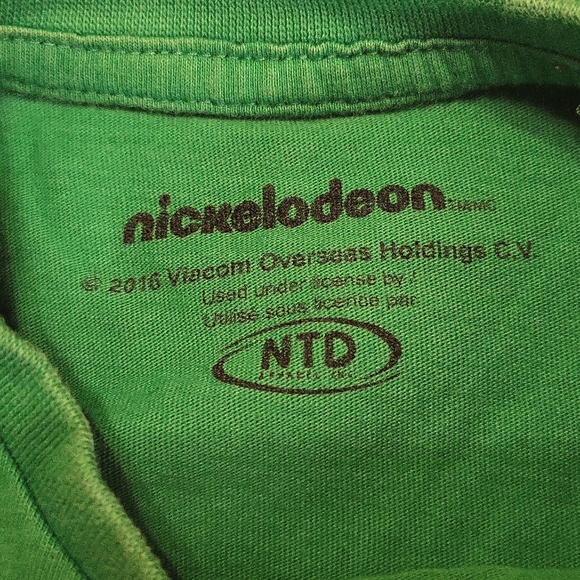 nickelodeon
© 2016 Viacom Overseas Holdings C.V.
Used under license by /
Utilisé sous licence par
NTD